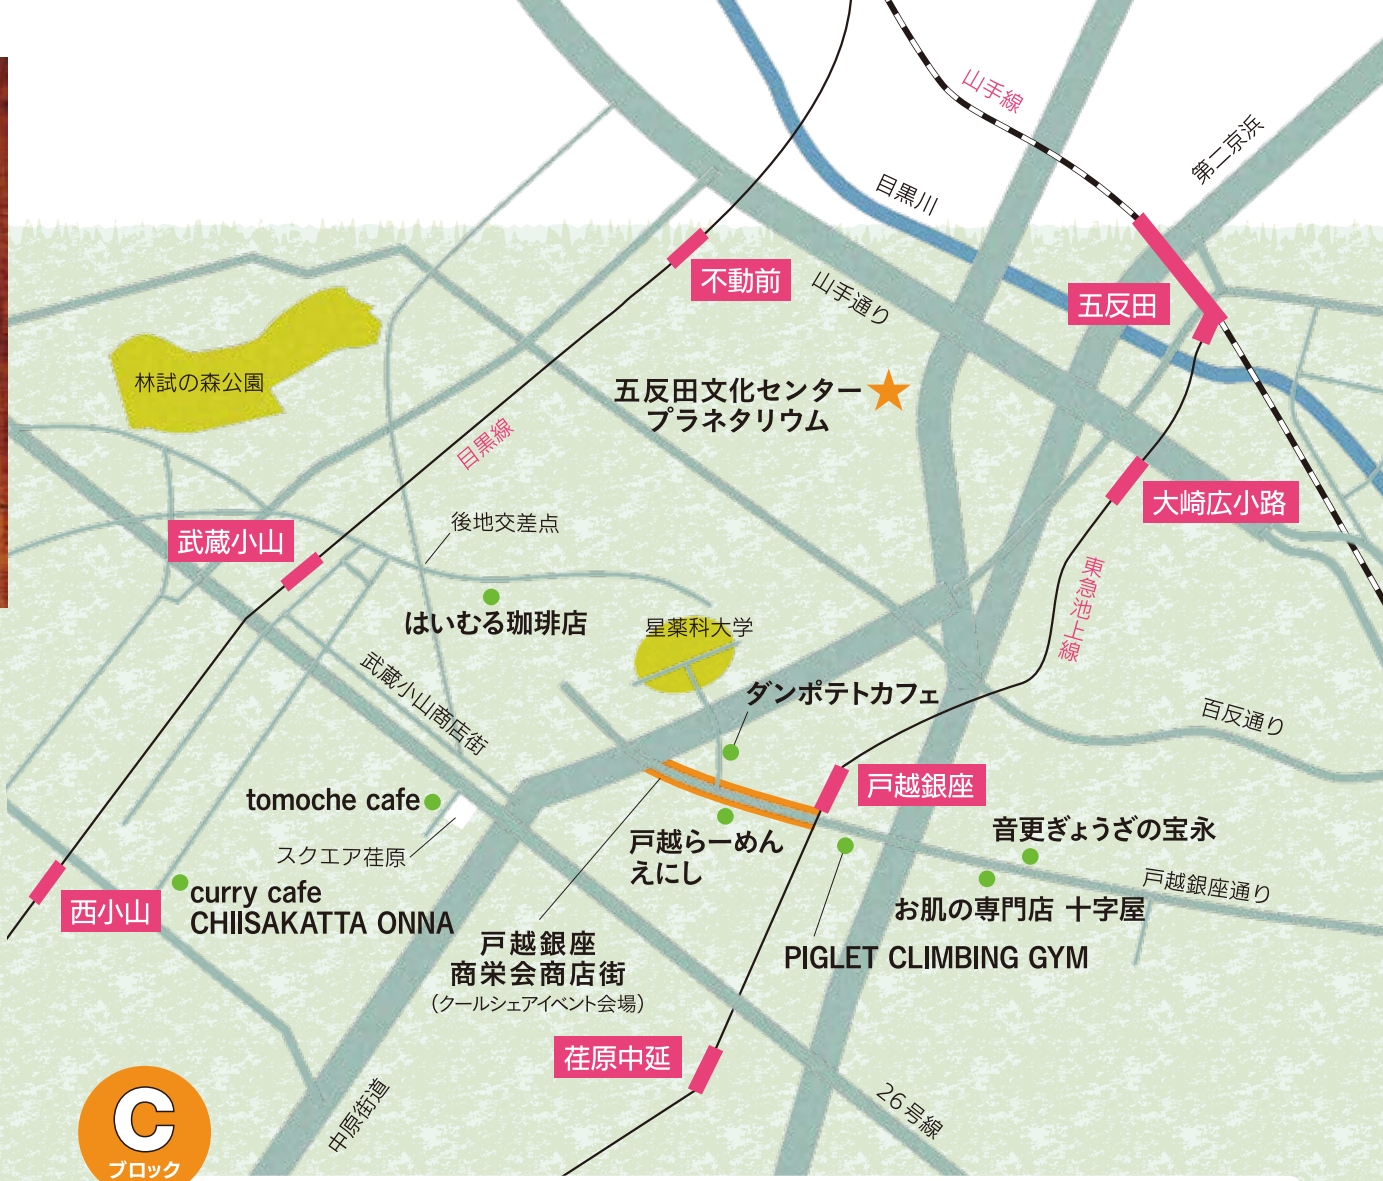 山手線
第二京浜
目黒川
不動前
山手通り
五反田
林試の森公園
五反田文化センター
プラネタリウム
目黒線
大崎広小路
後地交差点
武蔵小山
東急池上線
はいむる珈琲店
星薬科大学
武蔵小山商店街
ダンポテトカフェ
百反通り
戸越銀座
tomoche cafe
スクエア荏原
戸越らーめん
えにし
音更ぎょうざの宝永
戸越銀座通り
西小山
curry cafe
CHIISAKATTA ONNA
お肌の専門店 十字屋
戸越銀座
商栄会商店街
(クールシェアイベント会場)
PIGLET CLIMBING GYM
荏原中延
26号線
中原街道
C
ブロック